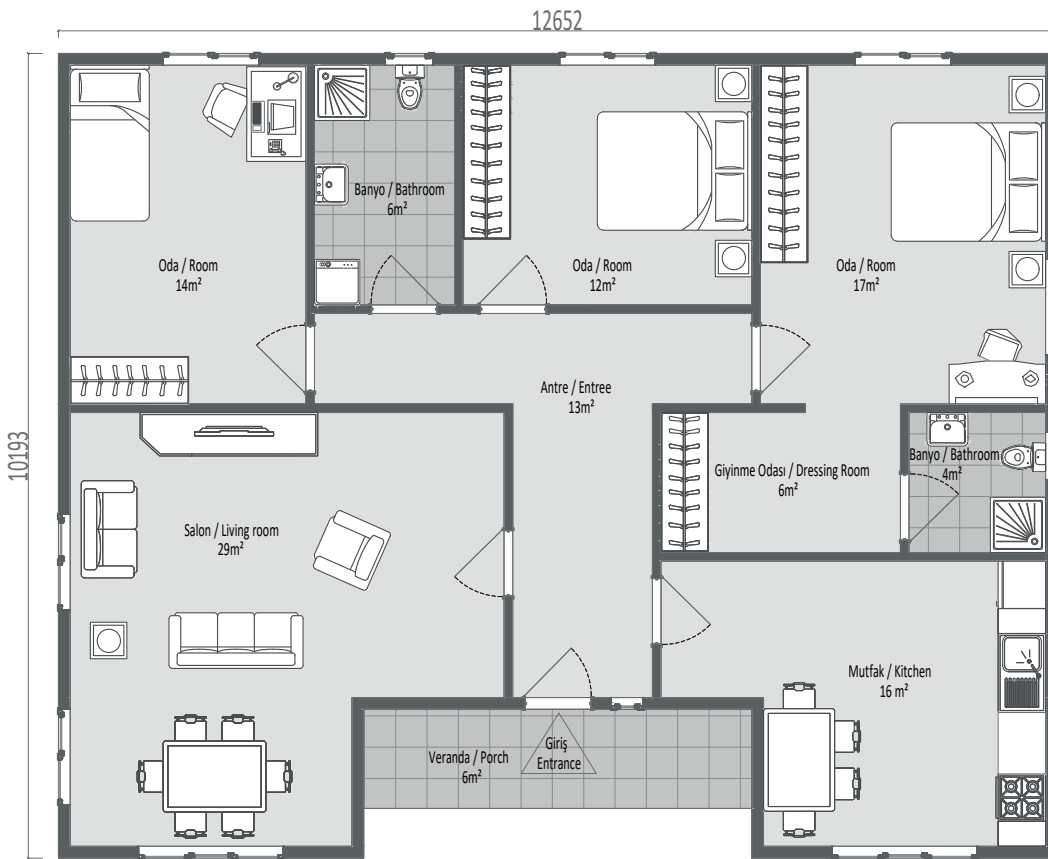 12652
10193
Banyo / Bathroom
6m²
Oda / Room
14m²
Oda / Room
12m²
Oda / Room
17m²
Antre / Entree
13m²
Giyinme Odası / Dressing Room
6m²
Banyo / Bathroom
4m²
Salon / Living room
29m²
Mutfak / Kitchen
16 m²
Veranda / Porch
6m²
Giriş
Entrance